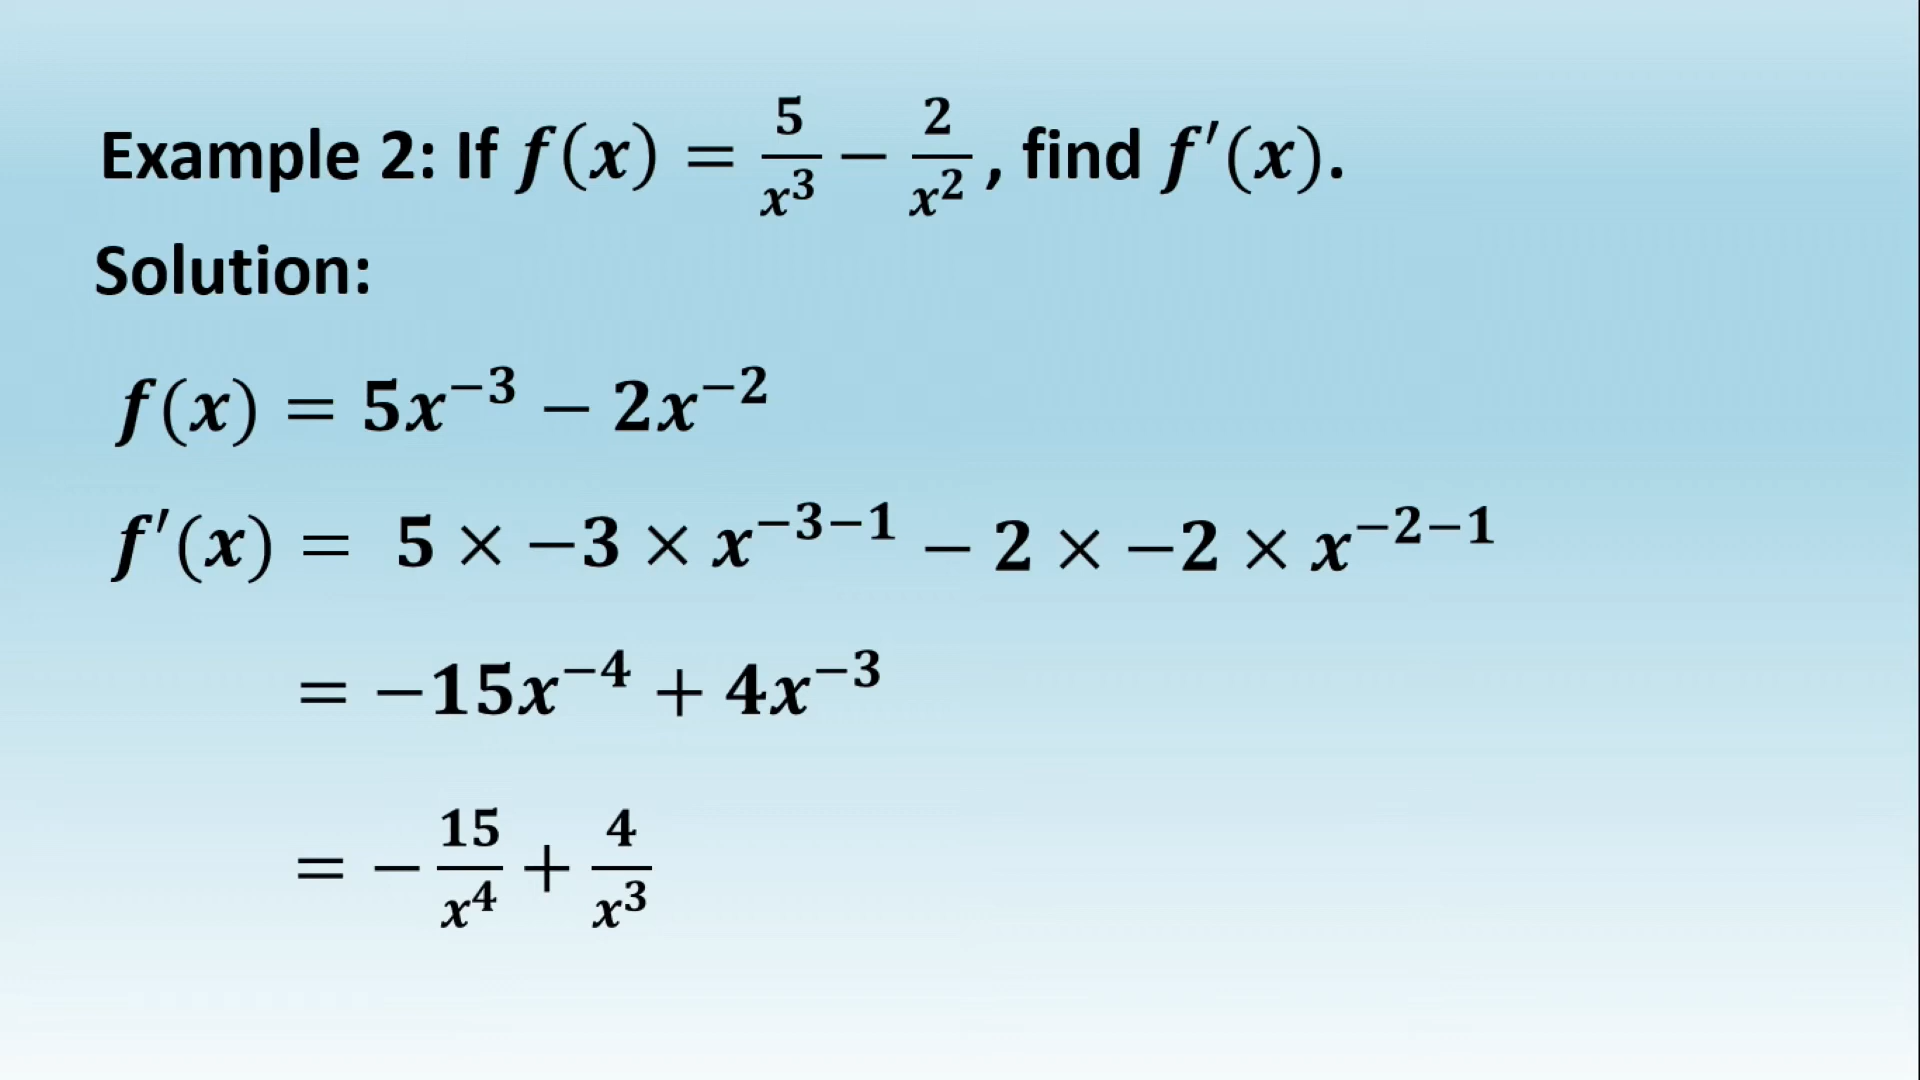 Example 2: If f(x) = 5/x³ − 2/x², find f′(x).
Solution:
f(x) = 5x⁻³ − 2x⁻²
f′(x) = 5 × −3 × x⁻³⁻¹ − 2 × −2 × x⁻²⁻¹
= −15x⁻⁴ + 4x⁻³
= − 15/x⁴ + 4/x³